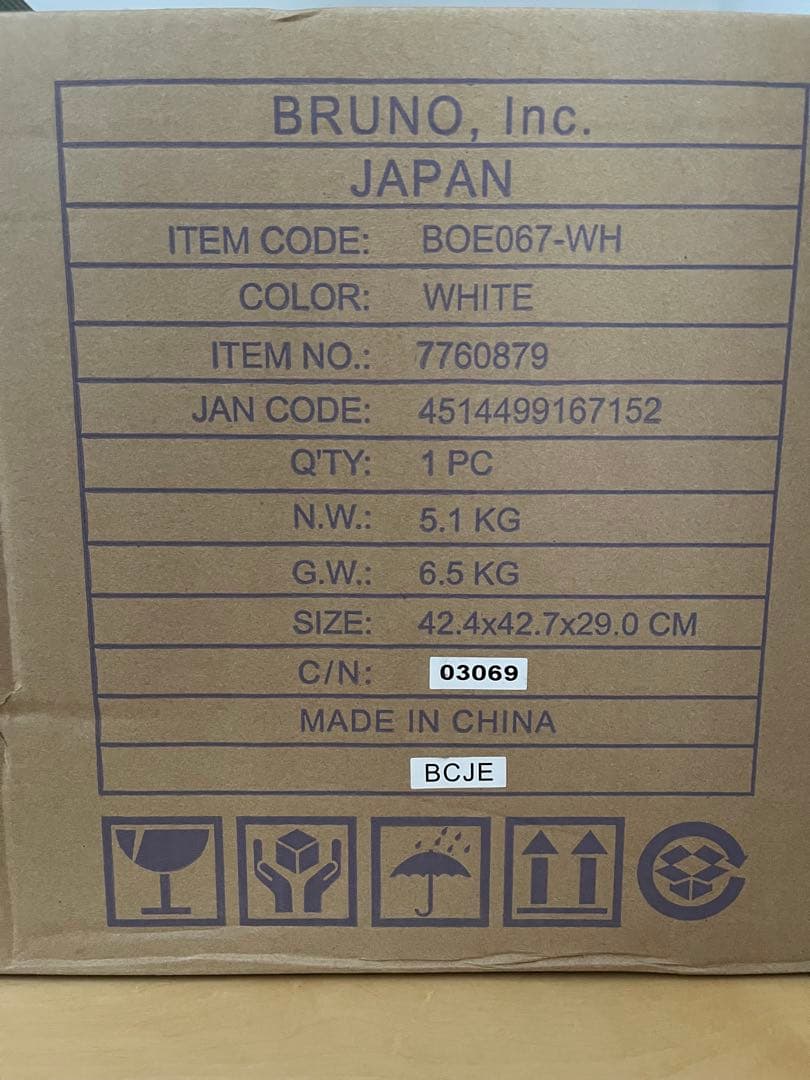 BRUNO, Inc.
JAPAN
ITEM CODE: BOE067-WH
COLOR: WHITE
ITEM NO.: 7760879
JAN CODE: 4514499167152
Q'TY: 1 PC
N.W.: 5.1 KG
G.W.: 6.5 KG
SIZE: 42.4x42.7x29.0 CM
C/N: 03069
MADE IN CHINA
BCJE